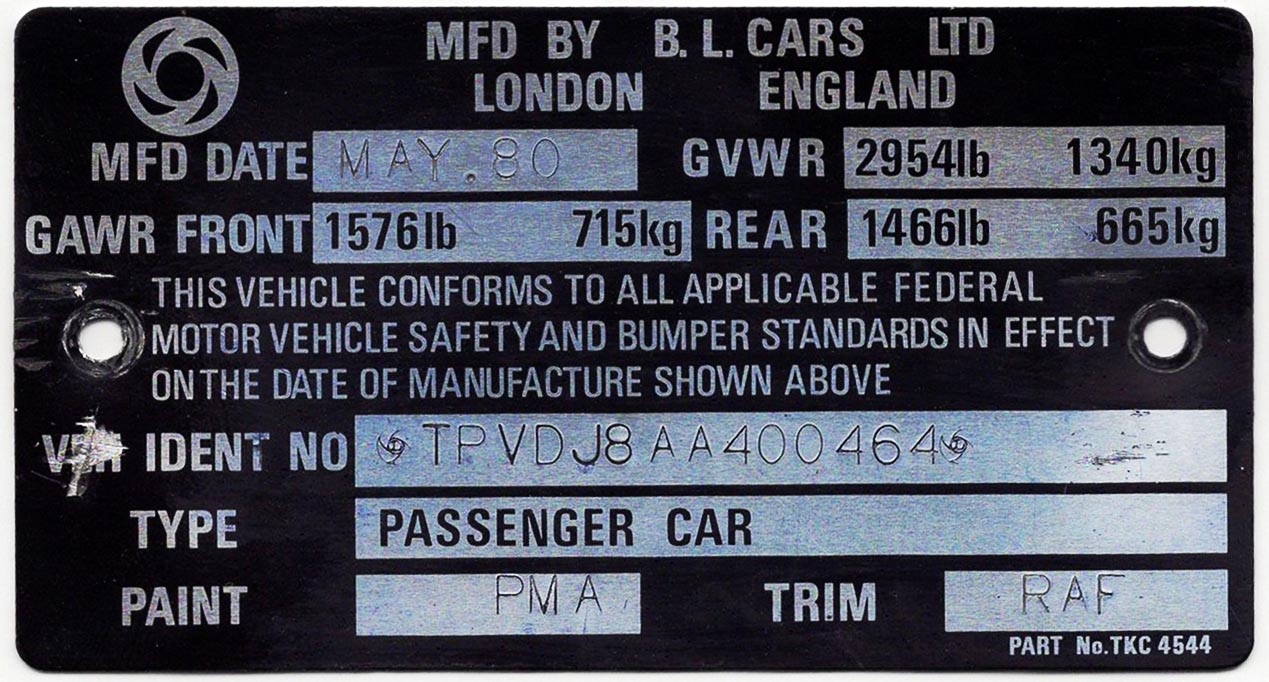 MFD BY B. L. CARS LTD
LONDON ENGLAND
MFD DATE MAY.80 GVWR 2954lb 1340kg
GAWR FRONT 1576lb 715kg REAR 1466lb 665kg
THIS VEHICLE CONFORMS TO ALL APPLICABLE FEDERAL
MOTOR VEHICLE SAFETY AND BUMPER STANDARDS IN EFFECT
ON THE DATE OF MANUFACTURE SHOWN ABOVE
IDENT NO TPVDJ8AA400464
TYPE PASSENGER CAR
PAINT PMA TRIM RAF
PART No. TKC 4544